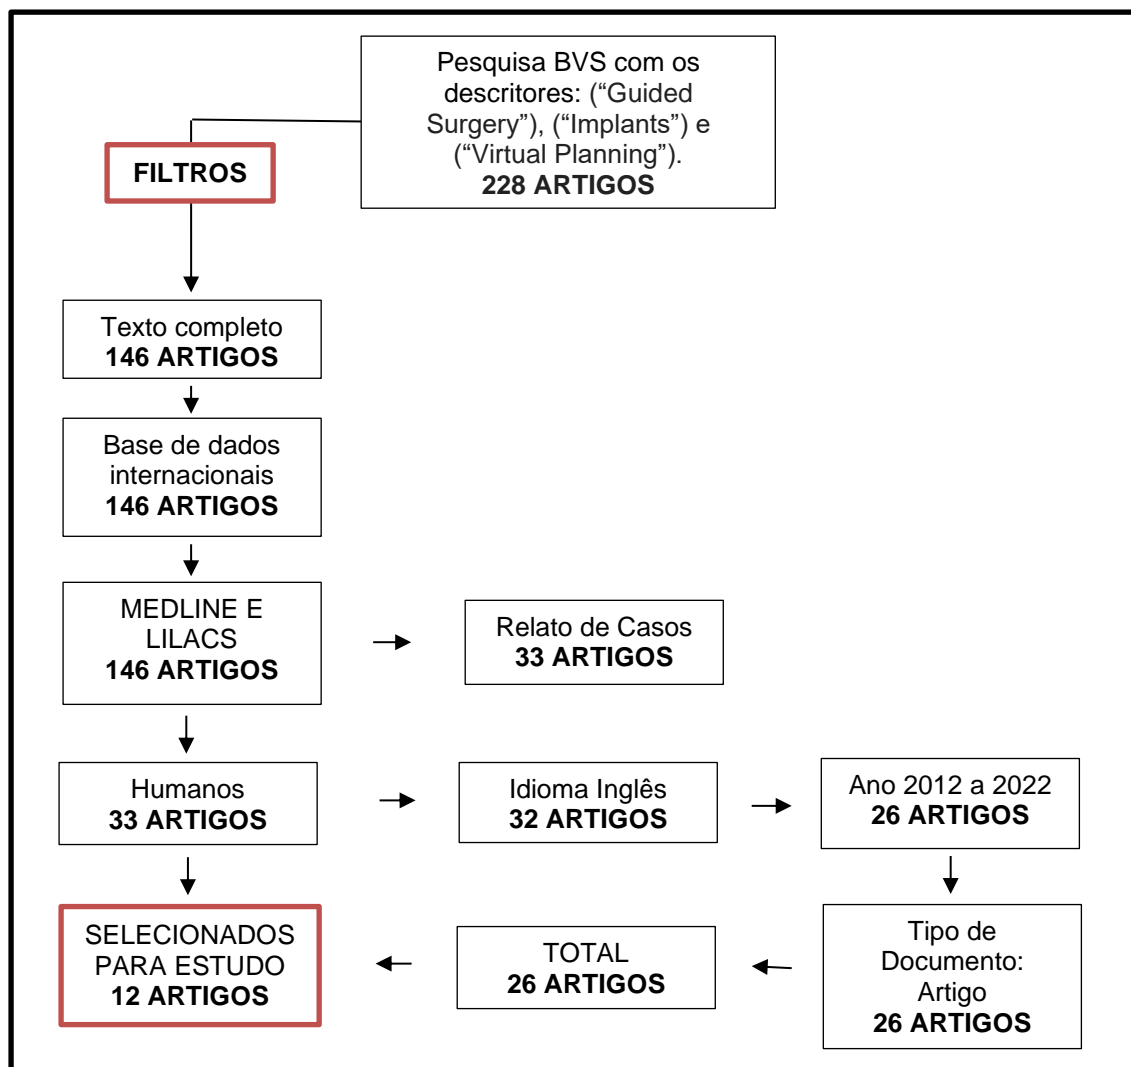 Pesquisa BVS com os
descritores: (“Guided
Surgery”), (“Implants”) e
(“Virtual Planning”).
228 ARTIGOS
FILTROS
Texto completo
146 ARTIGOS
Base de dados
internacionais
146 ARTIGOS
MEDLINE E
LILACS
146 ARTIGOS
Relato de Casos
33 ARTIGOS
Humanos
33 ARTIGOS
Idioma Inglês
32 ARTIGOS
Ano 2012 a 2022
26 ARTIGOS
Tipo de
Documento:
Artigo
26 ARTIGOS
TOTAL
26 ARTIGOS
SELECIONADOS
PARA ESTUDO
12 ARTIGOS